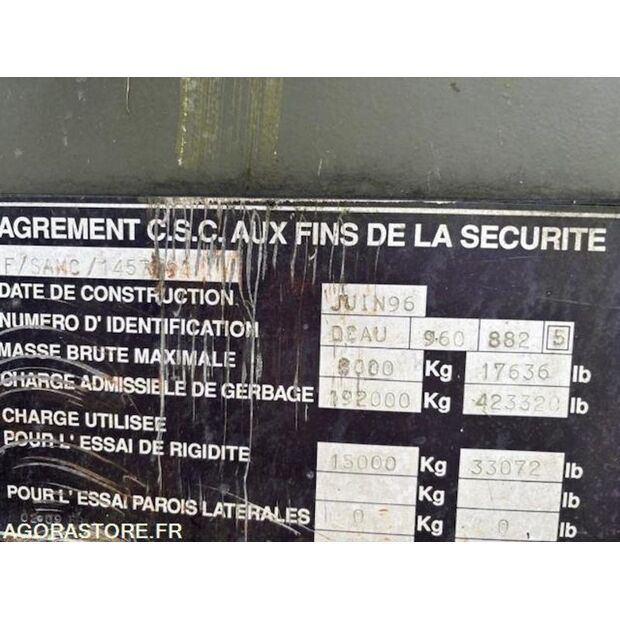 AGREMENT C.S.C. AUX FINS DE LA SECURITE
DATE DE CONSTRUCTION JUIN96
NUMERO D' IDENTIFICATION 960 882 5
MASSE BRUTE MAXIMALE 8000 Kg 17636 lb
CHARGE ADMISSIBLE DE GERBAGE 192000 Kg 423320 lb
CHARGE UTILISEE
POUR L' ESSAI DE RIGIDITE 15000 Kg 33072 lb
Kg lb
POUR L' ESSAI PAROIS LATERALES 0 Kg 0 lb
AGORASTORE.FR